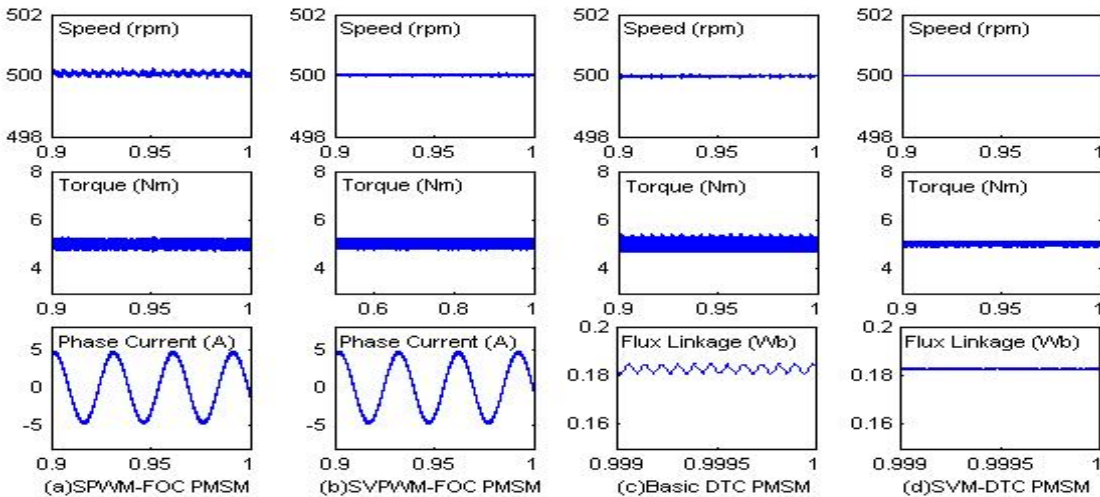 502
Speed (rpm)
500
498
0.9 0.95 1
8
Torque (Nm)
6
4
0.9 0.95 1
Phase Current (A)
5
0
-5
0.9 0.95 1
(a)SPWM-FOC PMSM
502
Speed (rpm)
500
498
0.9 0.95 1
8
Torque (Nm)
6
4
0.6 0.8 1
Phase Current (A)
5
0
-5
0.9 0.95 1
(b)SVPWM-FOC PMSM
502
Speed (rpm)
500
498
0.9 0.95 1
8
Torque (Nm)
6
4
0.9 0.95 1
0.2
Flux Linkage (Wb)
0.18
0.16
0.999 0.9995 1
(c)Basic DTC PMSM
502
Speed (rpm)
500
498
0.9 0.95 1
8
Torque (Nm)
6
4
0.9 0.95 1
0.2
Flux Linkage (Wb)
0.18
0.16
0.999 0.9995 1
(d)SVM-DTC PMSM